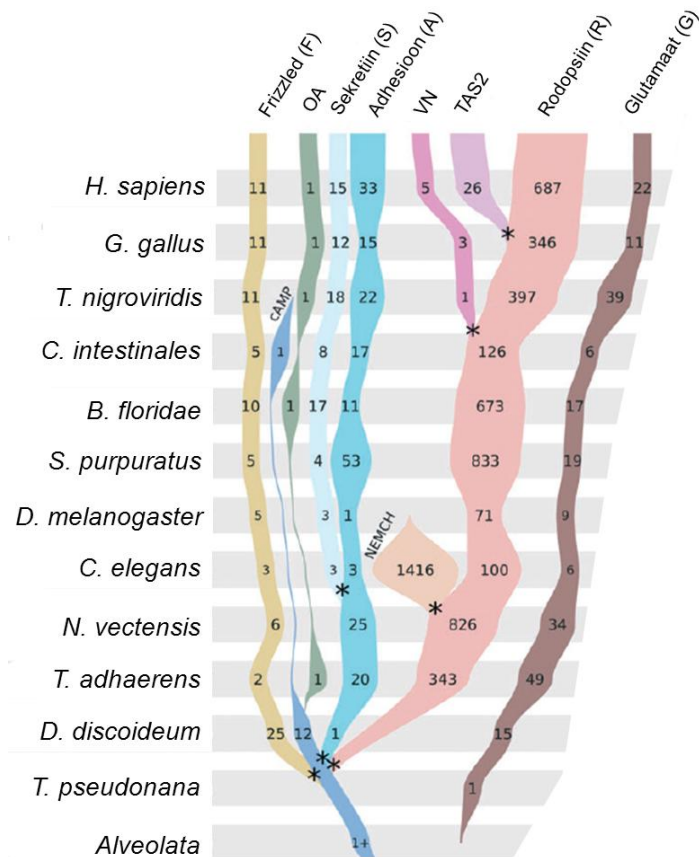 Frizzled (F)
OA
Sekretiin (S)
Adhesioon (A)
VN
TAS2
Rodopsiin (R)
Glutamaat (G)
H. sapiens 11 1 15 33 5 26 687 22
G. gallus 11 1 12 15 3 * 346 11
T. nigroviridis 11 cAMP 1 18 22 1 397 39
*
C. intestinales 5 1 8 17 126 6
B. floridae 10 1 17 11 673 17
S. purpuratus 5 4 53 833 19
D. melanogaster 5 3 1 71 9
NEMCH
C. elegans 3 3 3 1416 100 6
* *
N. vectensis 6 25 826 34
T. adhaerens 2 1 20 343 49
D. discoideum 25 12 1 15
* * *
T. pseudonana 1
Alveolata 1+